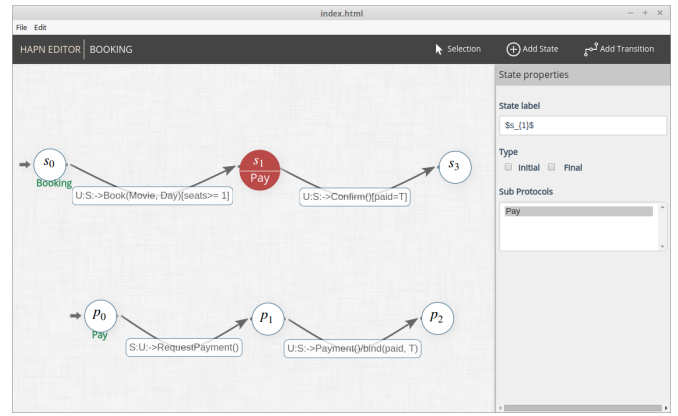 index.html
File Edit
HAPN EDITOR BOOKING
Selection
Add State
Add Transition
State properties
State label
$s_{1}$
Type
Initial Final
Sub Protocols
Pay
s0
Booking
U:S:->Book(Movie, Day)[seats>= 1]
s1
Pay
U:S:->Confirm()[paid=T]
s3
p0
Pay
S:U:->RequestPayment()
p1
U:S:->Payment()/bind(paid, T)
p2